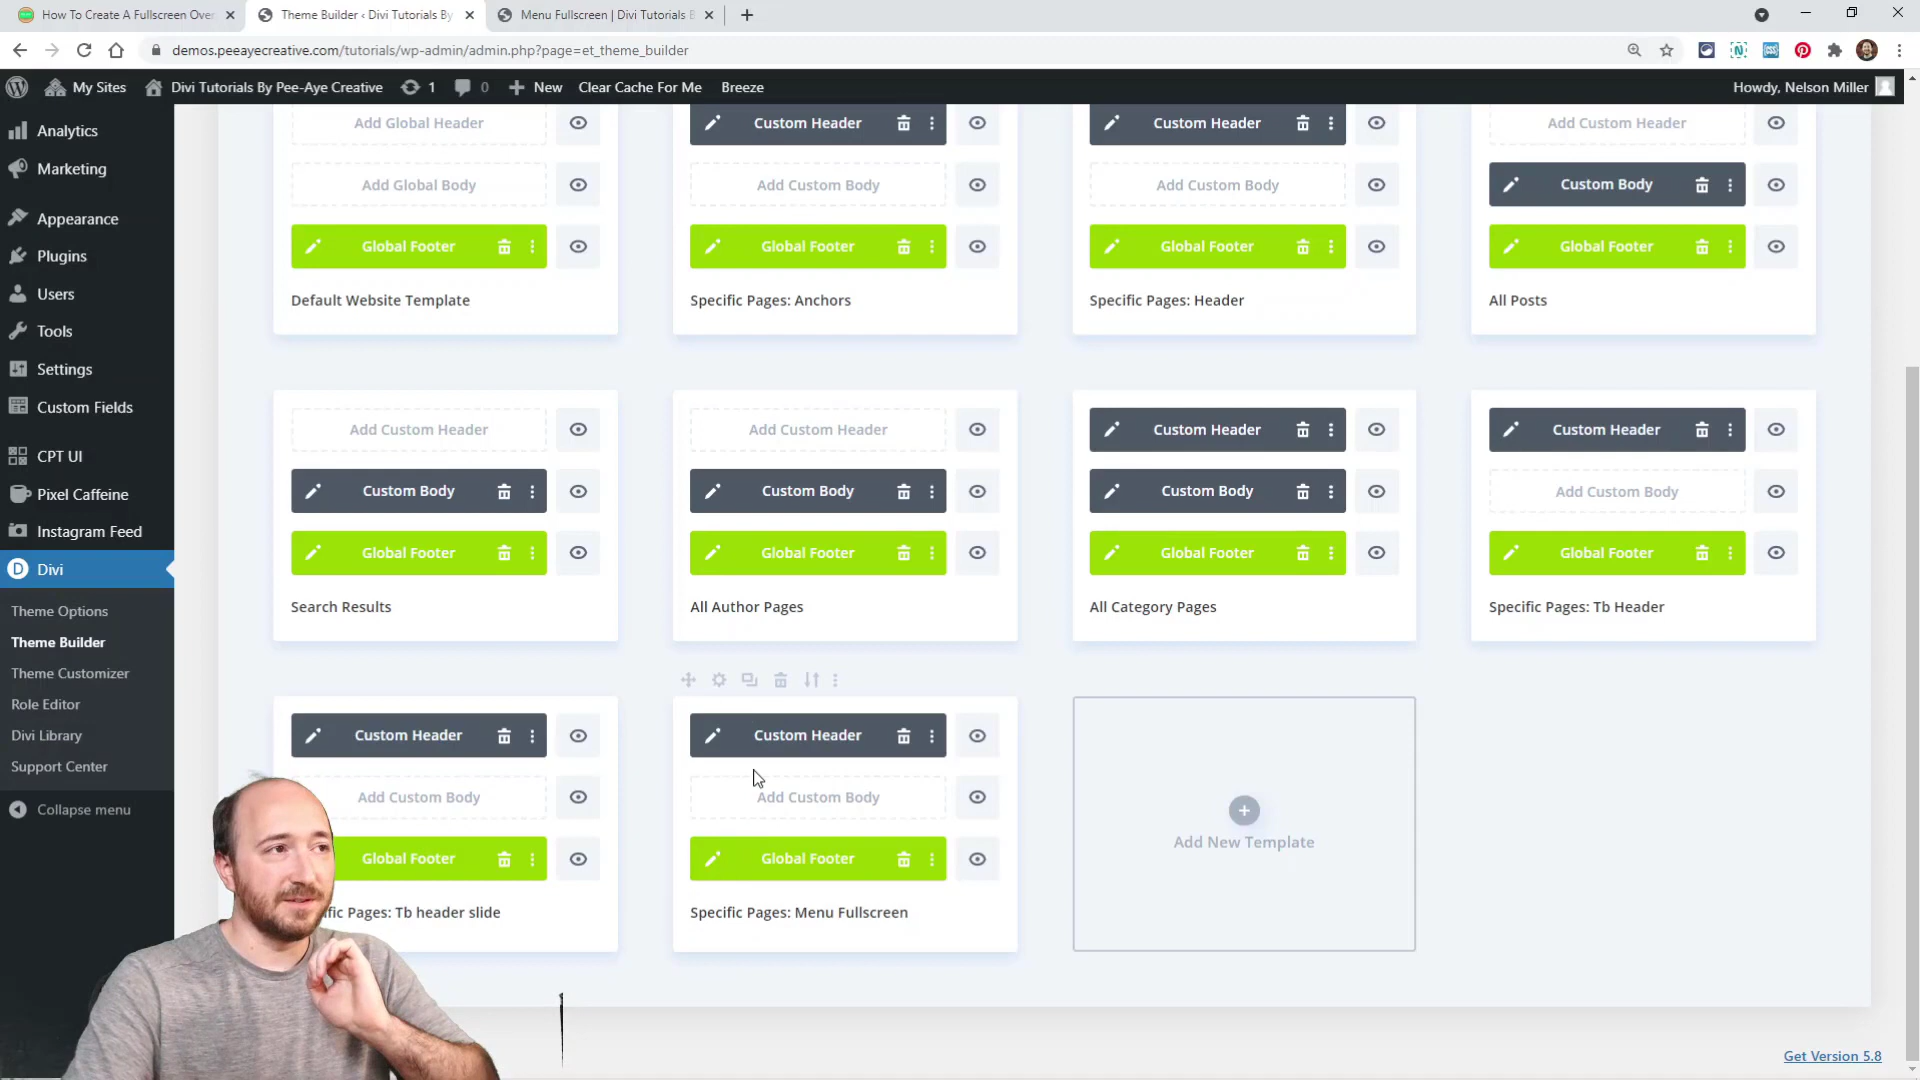 How To Create A Fullscreen Over
Theme Builder ‹ Divi Tutorials By
Menu Fullscreen | Divi Tutorials
demos.peeayecreative.com/tutorials/wp-admin/admin.php?page=et_theme_builder
My Sites
Divi Tutorials By Pee-Aye Creative
1
0
New
Clear Cache For Me
Breeze
Howdy, Nelson Miller
Analytics
Marketing
Appearance
Plugins
Users
Tools
Settings
Custom Fields
CPT UI
Pixel Caffeine
Instagram Feed
Divi
Theme Options
Theme Builder
Theme Customizer
Role Editor
Divi Library
Support Center
Collapse menu
Add Global Header
Add Global Body
Global Footer
Default Website Template
Custom Header
Add Custom Body
Global Footer
Specific Pages: Anchors
Custom Header
Add Custom Body
Global Footer
Specific Pages: Header
Add Custom Header
Custom Body
Global Footer
All Posts
Add Custom Header
Custom Body
Global Footer
Search Results
Add Custom Header
Custom Body
Global Footer
All Author Pages
Custom Header
Custom Body
Global Footer
All Category Pages
Custom Header
Add Custom Body
Global Footer
Specific Pages: Tb Header
Custom Header
Add Custom Body
Global Footer
ific Pages: Tb header slide
Custom Header
Add Custom Body
Global Footer
Specific Pages: Menu Fullscreen
Add New Template
Get Version 5.8